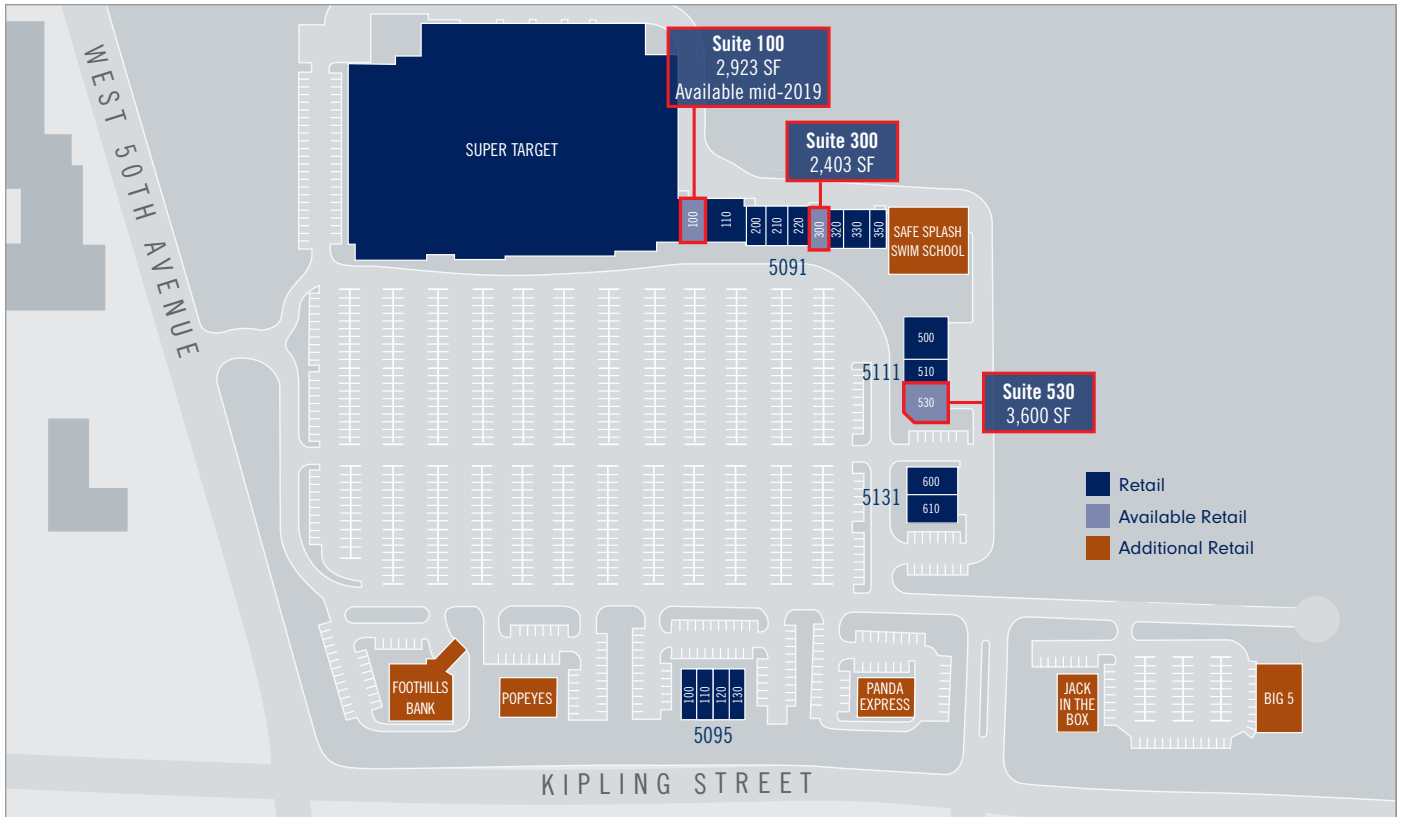 WEST 50TH AVENUE
Suite 100
2,923 SF
Available mid-2019
Suite 300
2,403 SF
SUPER TARGET
100
110
200
210
220
300
320
330
350
SAFE SPLASH
SWIM SCHOOL
5091
500
5111
510
530
Suite 530
3,600 SF
5131
600
610
Retail
Available Retail
Additional Retail
FOOTHILLS
BANK
POPEYES
100
110
120
130
5095
PANDA
EXPRESS
JACK
IN THE
BOX
BIG 5
KIPLING STREET